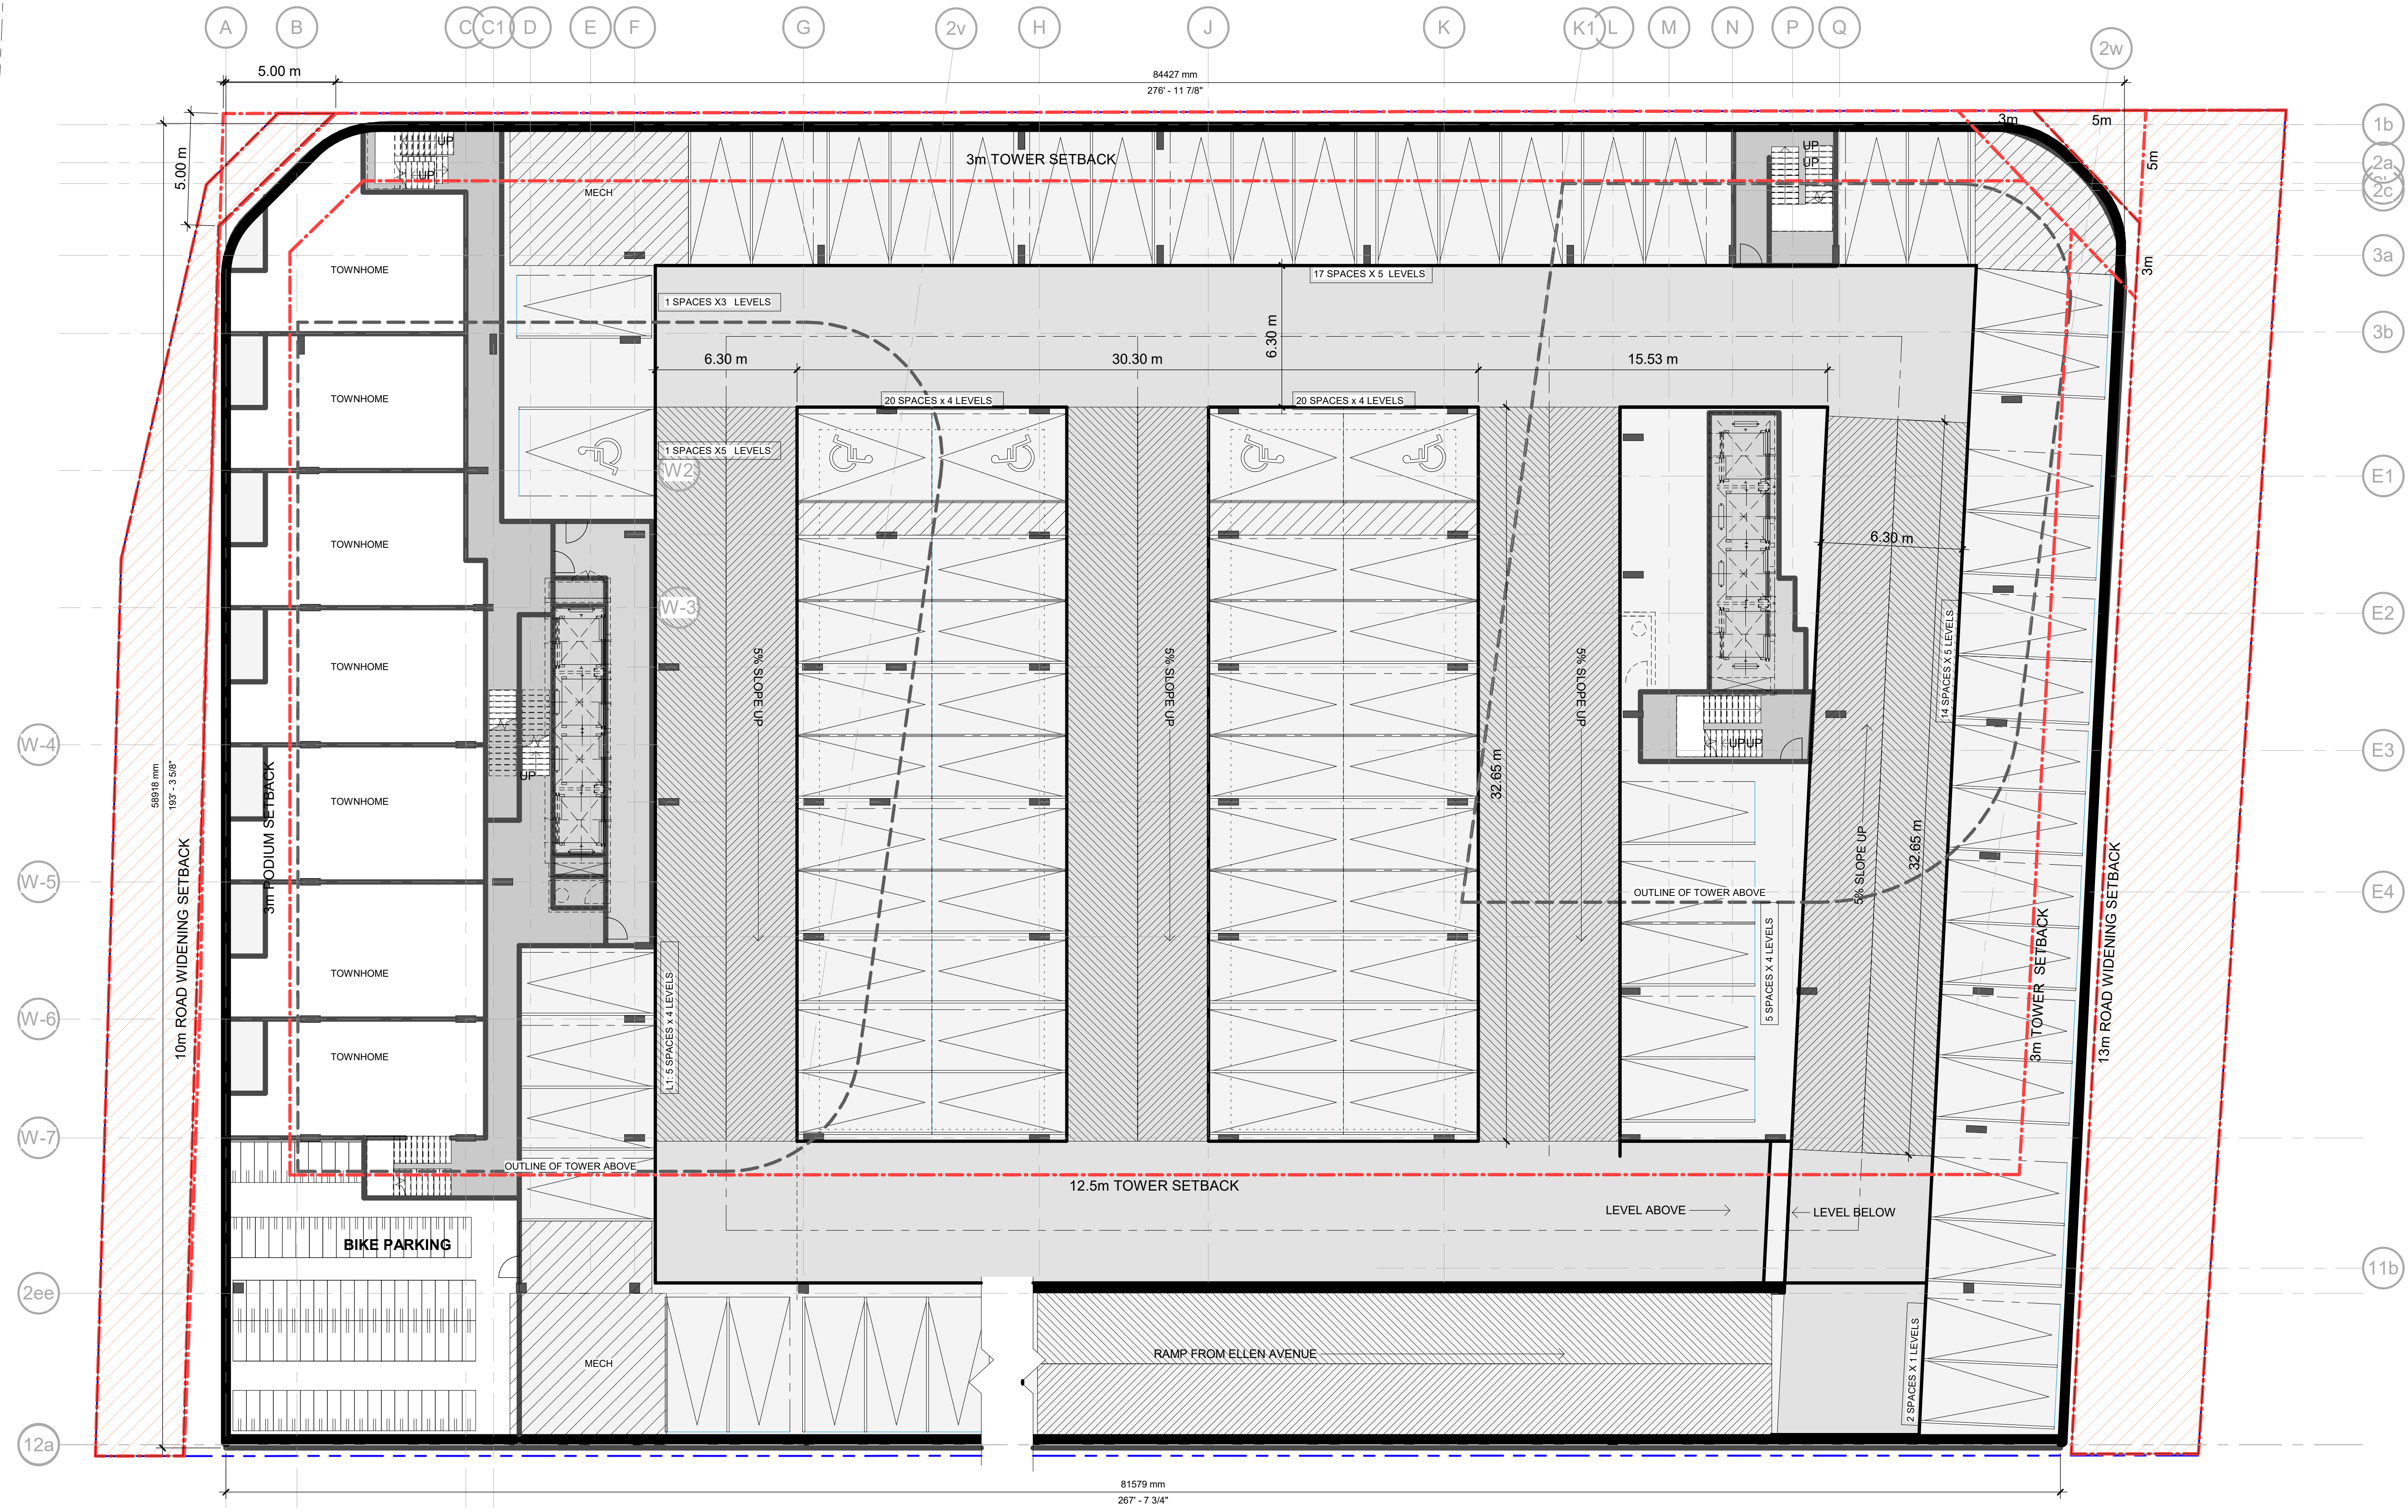 A B C C1 D E F G 2v H J K K1 L M N P Q 2w
5.00 m
84427 mm
276' - 11 7/8"
3m
5m
1b
5m
2a
2c
3m
3a
3b
E1
E2
E3
E4
11b
5.00 m
UP
UP
MECH
3m TOWER SETBACK
UP
UP
TOWNHOME
17 SPACES X 5 LEVELS
1 SPACES X3 LEVELS
6.30 m
6.30 m
30.30 m
15.53 m
TOWNHOME
20 SPACES x 4 LEVELS
20 SPACES x 4 LEVELS
1 SPACES X5 LEVELS
W2
TOWNHOME
6.30 m
W-3
TOWNHOME
5% SLOPE UP
5% SLOPE UP
5% SLOPE UP
14 SPACES X 5 LEVELS
W-4
UP
UPUP
58918 mm
193' - 3 5/8"
32.65 m
TOWNHOME
3m PODIUM SETBACK
5% SLOPE UP
32.65 m
W-5
OUTLINE OF TOWER ABOVE
10m ROAD WIDENING SETBACK
TOWNHOME
5 SPACES X 4 LEVELS
3m TOWER SETBACK
13m ROAD WIDENING SETBACK
W-6
L1: 5 SPACES x 4 LEVELS
TOWNHOME
W-7
OUTLINE OF TOWER ABOVE
12.5m TOWER SETBACK
LEVEL ABOVE
LEVEL BELOW
BIKE PARKING
2ee
MECH
RAMP FROM ELLEN AVENUE
2 SPACES X 1 LEVELS
12a
81579 mm
267' - 7 3/4"